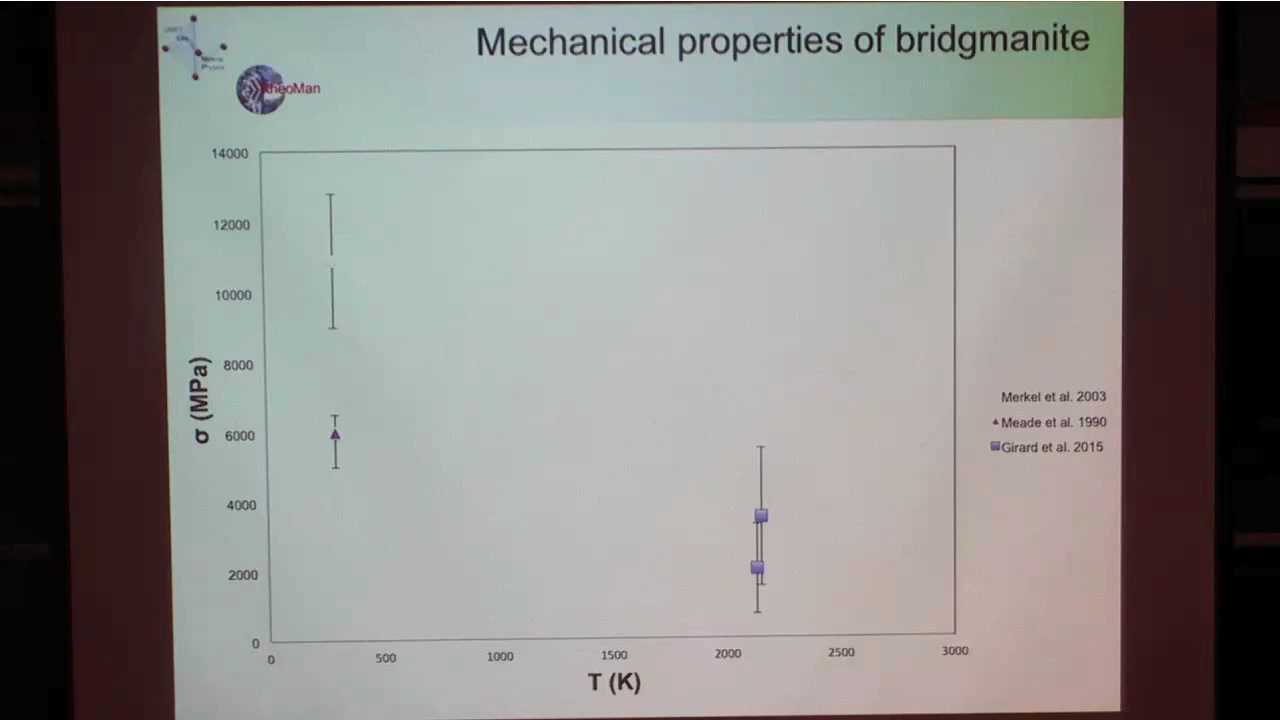 Mechanical properties of bridgmanite
RheoMan
14000
12000
10000
8000
6000
4000
2000
0
σ (MPa)
0
500
1000
1500
2000
2500
3000
T (K)
Merkel et al. 2003
Meade et al. 1990
Girard et al. 2015